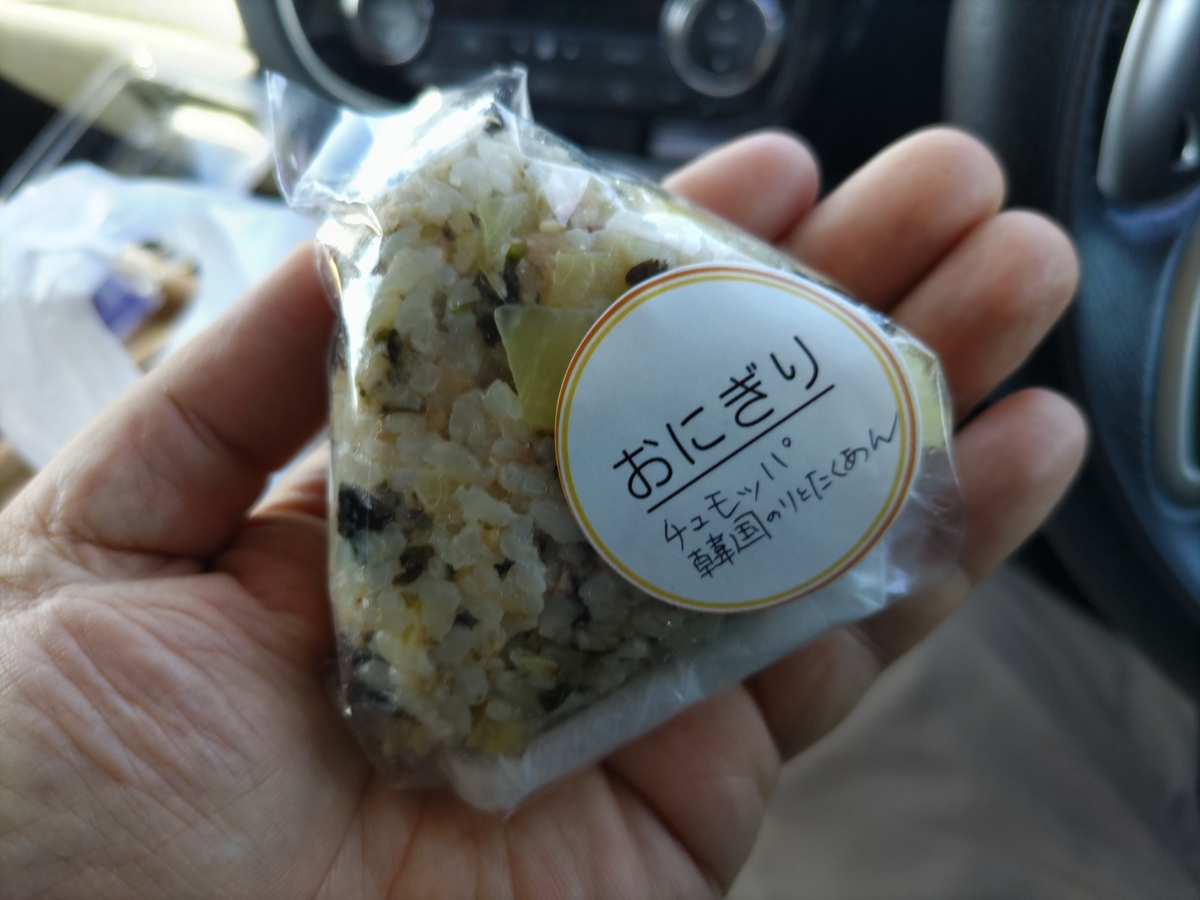 おにぎり
チュモッパ
韓国のりとたくあん